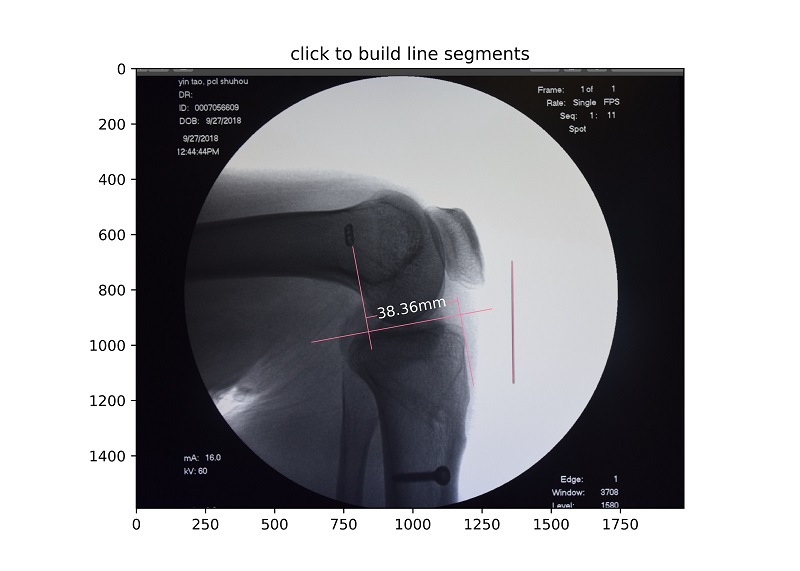 click to build line segments
yin tao, pcl shuhou
DR:
ID: 0007056609
DOB: 9/27/2018
9/27/2018
12:44:44PM
Frame: 1 of 1
Rate: Single FPS
Seq: 1: 11
Spot
38.36mm
mA: 16.0
kV: 60
Edge: 1
Window: 3708
Level: 1580
0
200
400
600
800
1000
1200
1400
0 250 500 750 1000 1250 1500 1750